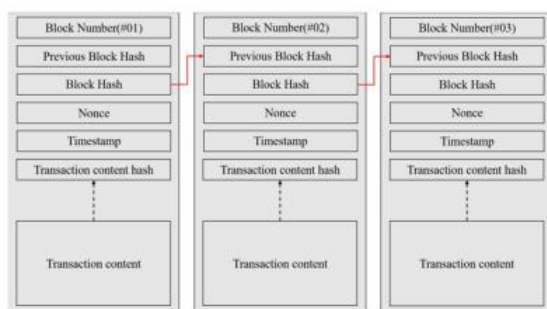 Block Number(#01)
Previous Block Hash
Block Hash
Nonce
Timestamp
Transaction content hash
Transaction content
Block Number(#02)
Previous Block Hash
Block Hash
Nonce
Timestamp
Transaction content hash
Transaction content
Block Number(#03)
Previous Block Hash
Block Hash
Nonce
Timestamp
Transaction content hash
Transaction content